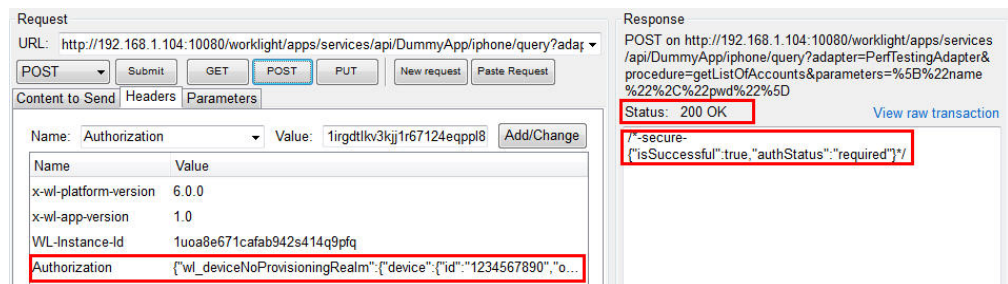 Request
URL: http://192.168.1.104:10080/worklight/apps/services/api/DummyApp/iphone/query?adap
POST Submit GET POST PUT New request Paste Request
Content to Send Headers Parameters
Name: Authorization Value: 1irgdtlkv3kjj1r67124eqppl8 Add/Change
Name Value
x-wl-platform-version 6.0.0
x-wl-app-version 1.0
WL-Instance-Id 1uoa8e671cafab942s414q9pfq
Authorization {"wl_deviceNoProvisioningRealm":{"device":{"id":"1234567890","o...
Response
POST on http://192.168.1.104:10080/worklight/apps/services
/api/DummyApp/iphone/query?adapter=PerfTestingAdapter&
procedure=getListOfAccounts&parameters=%5B%22name
%22%2C%22pwd%22%5D
Status: 200 OK View raw transaction
/*-secure-
{"isSuccessful":true,"authStatus":"required"}*/